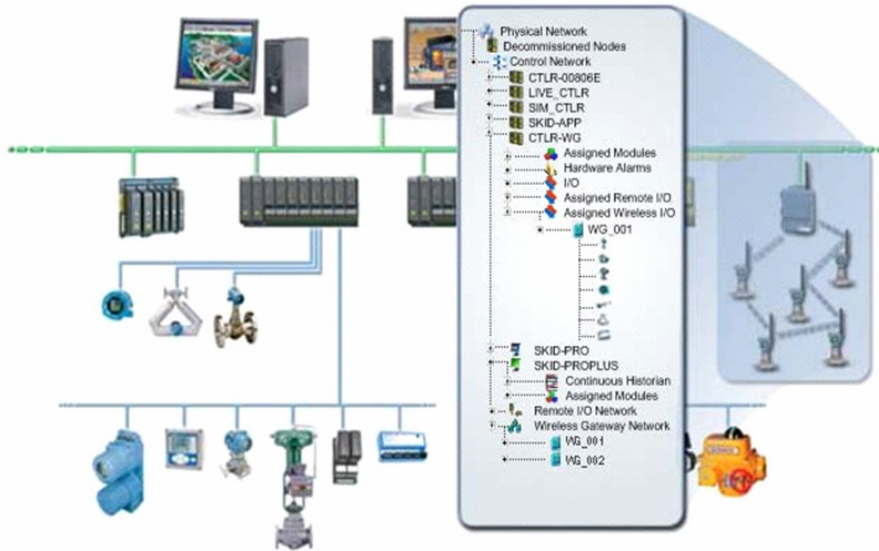 Physical Network
Decommissioned Nodes
Control Network
CTLR-00806E
LIVE_CTLR
SIM_CTLR
SKID-APP
CTLR-WG
Assigned Modules
Hardware Alarms
I/O
Assigned Remote I/O
Assigned Wireless I/O
WG_001
SKID-PRO
SKID-PROPLUS
Continuous Historian
Assigned Modules
Remote I/O Network
Wireless Gateway Network
WG_001
WG_002